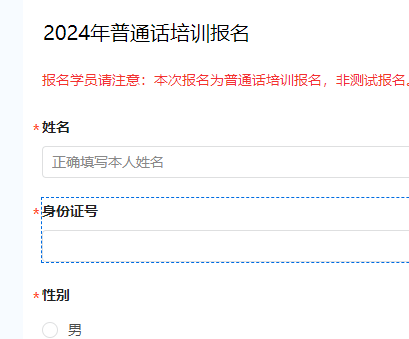 2024年普通话培训报名
报名学员请注意：本次报名为普通话培训报名，非测试报名。
*姓名
正确填写本人姓名
*身份证号
*性别
男